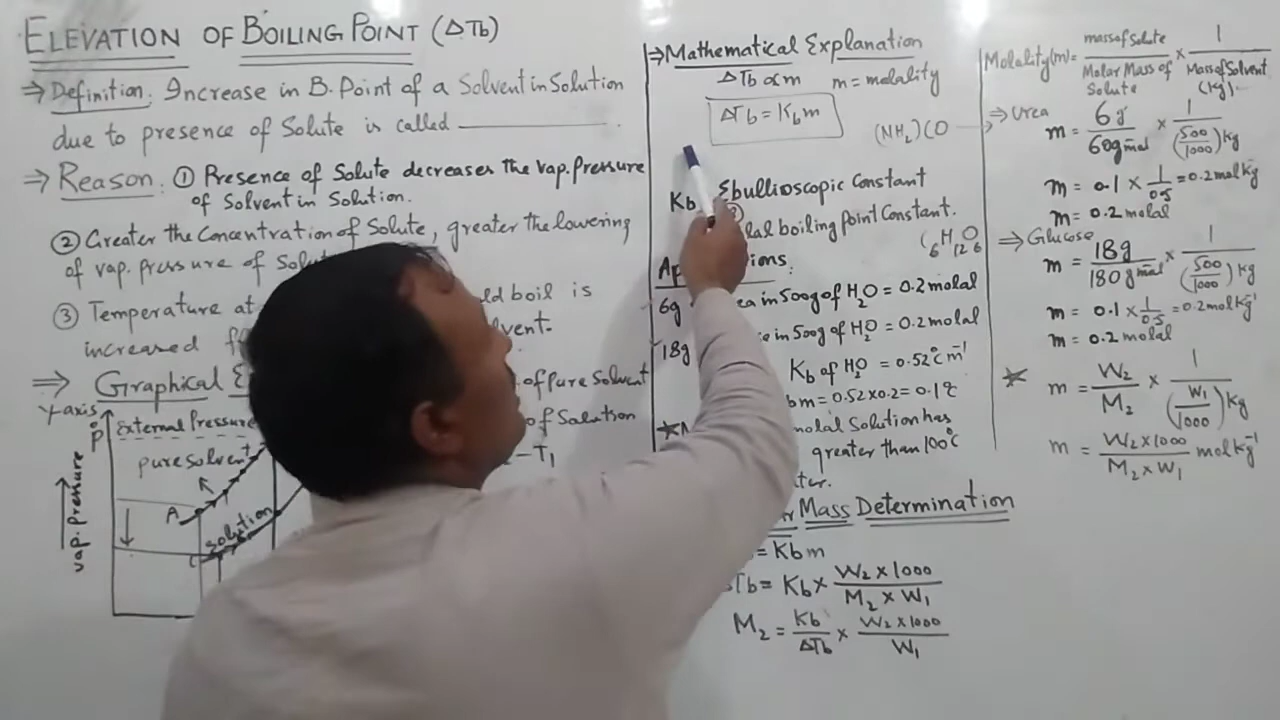 ELEVATION OF BOILING POINT (ΔTb)
⇒ Definition: Increase in B. Point of a Solvent in Solution
due to presence of Solute is called ________.
⇒ Reason: ① Presence of Solute decreases the vap. Pressure
of Solvent in Solution.
② Greater the Concentration of Solute, greater the lowering
of vap. pressure of
③ Temperature at boil is
increased
⇒ Graphical
of pure Solvent
of Solution
- T₁
Y-axis
P°
External Pressure
pure solvent
A
solution
vap. pressure
⇒ Mathematical Explanation
ΔTb ∝ m m = molality
ΔTb = Kb m
(NH₂)CO
Kb Ebullioscopic Constant
boiling point Constant.
C₆H₁₂O₆
6g in 500g of H₂O = 0.2 molal
18g in 500g of H₂O = 0.2 molal
Kb of H₂O = 0.52°C m⁻¹
bm = 0.52 x 0.2 = 0.1°C
molal Solution has
greater than 100°C
Mass Determination
= Kb m
Tb = Kb x W₂ x 1000 / M₂ x W₁
M₂ = Kb / ΔTb x W₂ x 1000 / W₁
Molality(m) = mass of Solute / Molar Mass of Solute x 1 / Mass of Solvent (Kg).
⇒ Urea
m = 6g / 60g mol⁻¹ x 1 / (500/1000) Kg
m = 0.1 x 1/0.5 = 0.2 mol Kg⁻¹
m = 0.2 molal
⇒ Glucose
m = 18g / 180g mol⁻¹ x 1 / (500/1000) Kg
m = 0.1 x 1/0.5 = 0.2 mol Kg⁻¹
m = 0.2 molal
m = W₂ / M₂ x 1 / (W₁/1000) Kg
m = W₂ x 1000 / M₂ x W₁ mol Kg⁻¹